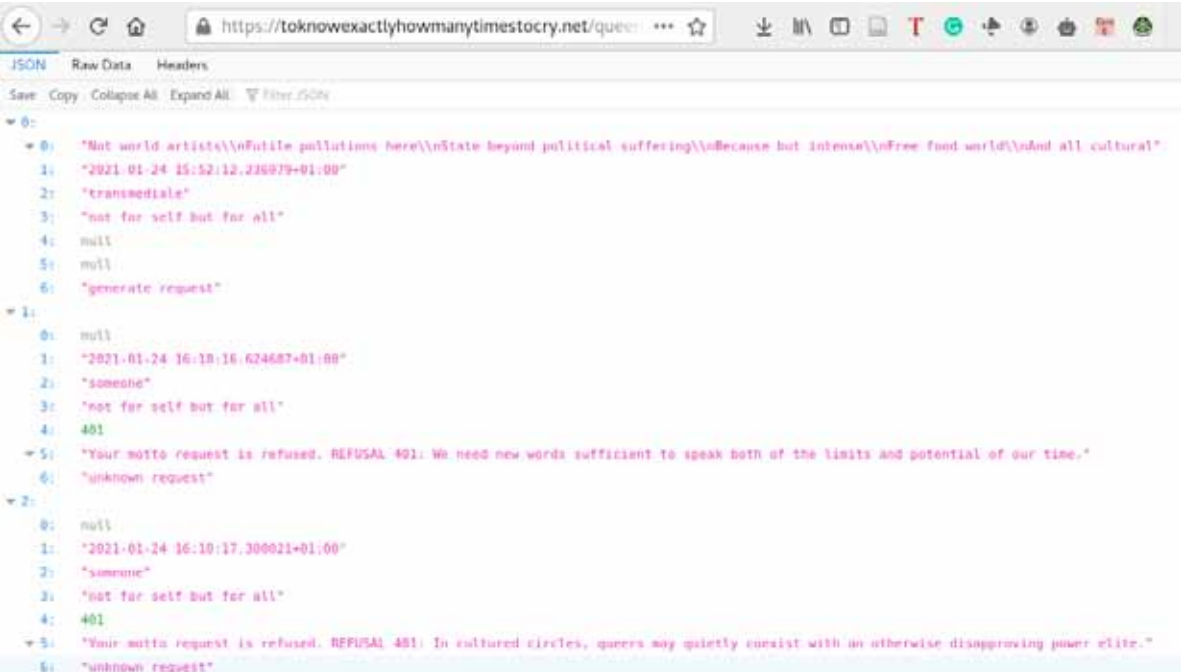 https://toknowexactlyhowmanytimestocry.net/quee
JSON Raw Data Headers
Save Copy Collapse All Expand All Filter JSON
0:
0: "Not world artists\\nFutile pollutions here\\nState beyond political suffering\\nBecause but intense\\nFree food world\\nAnd all cultural"
1: "2021-01-24 15:52:12.236979+01:00"
2: "transmediale"
3: "not for self but for all"
4: null
5: null
6: "generate request"
1:
0: null
1: "2021-01-24 16:10:16.624687+01:00"
2: "someone"
3: "not for self but for all"
4: 401
5: "Your motto request is refused. REFUSAL 401: We need new words sufficient to speak both of the limits and potential of our time."
6: "unknown request"
2:
0: null
1: "2021-01-24 16:10:17.300021+01:00"
2: "someone"
3: "not for self but for all"
4: 401
5: "Your motto request is refused. REFUSAL 401: In cultured circles, queers may quietly coexist with an otherwise disapproving power elite."
6: "unknown request"